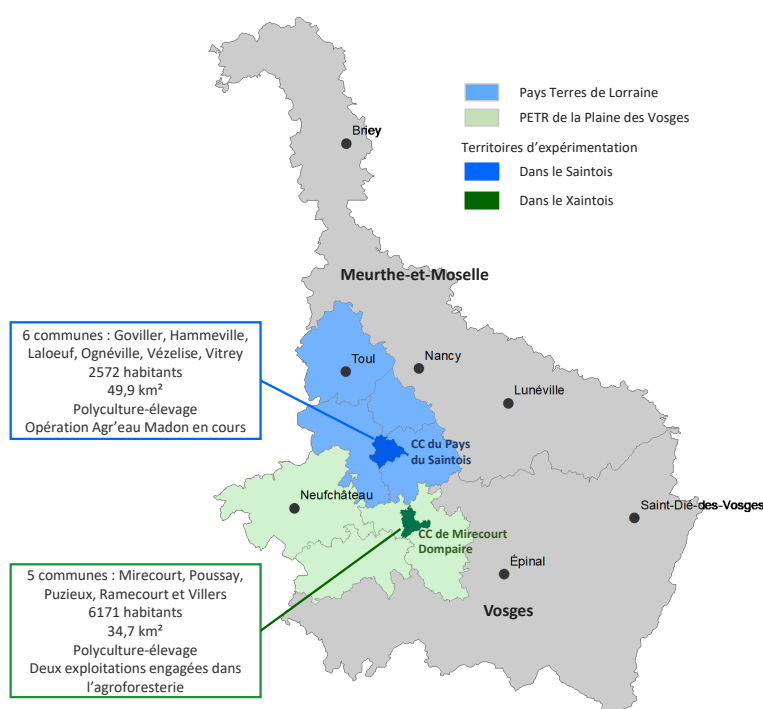 Pays Terres de Lorraine
PETR de la Plaine des Vosges
Territoires d'expérimentation
Dans le Saintois
Dans le Xaintois
Briey
Meurthe-et-Moselle
6 communes : Goviller, Hammeville,
Laloeuf, Ognéville, Vézelise, Vitrey
2572 habitants
49,9 km²
Polyculture-élevage
Opération Agr'eau Madon en cours
Toul
Nancy
Lunéville
CC du Pays
du Saintois
Neufchâteau
Saint-Dié-des-Vosges
CC de Mirecourt
Dompaire
Épinal
Vosges
5 communes : Mirecourt, Poussay,
Puzieux, Ramecourt et Villers
6171 habitants
34,7 km²
Polyculture-élevage
Deux exploitations engagées dans
l'agroforesterie